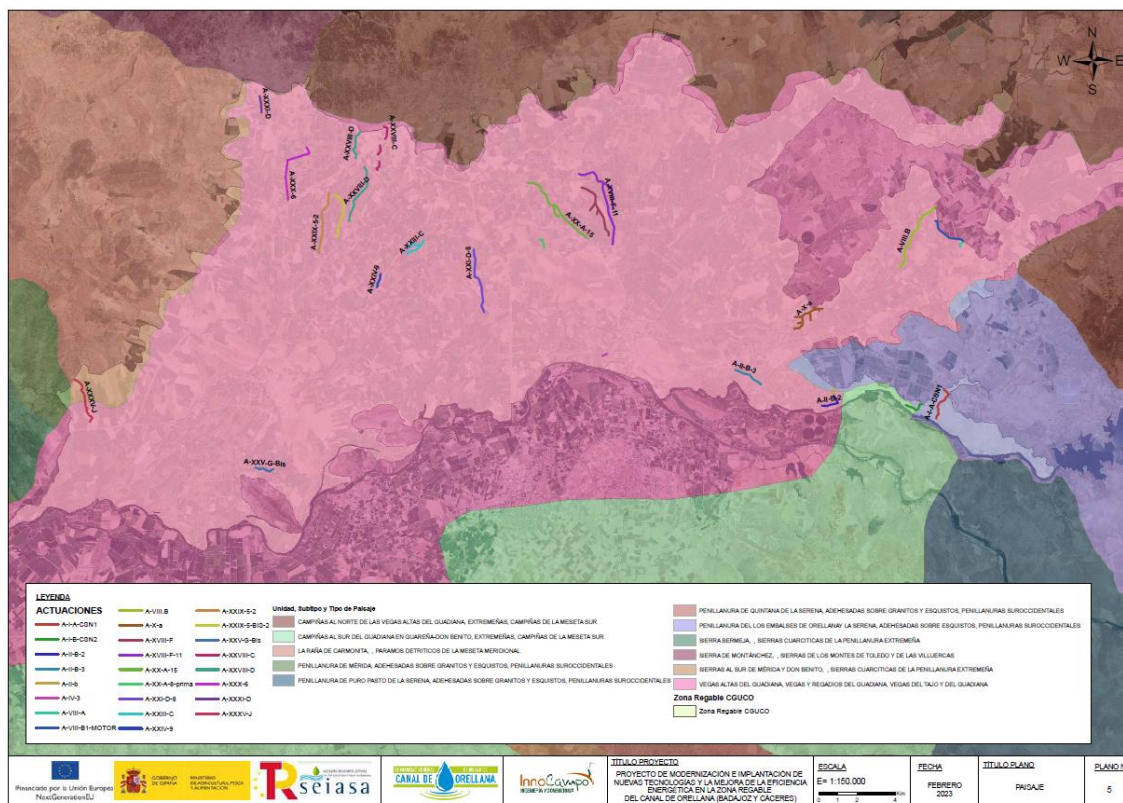 N
W E
S
A-XXXI-D
A-XXVIII-D
A-XXVIII-C
A-XXX-6
A-XXVIII-D
A-XXIX-5-2
A-XXIII-C
A-XXIV-9
A-XXI-D-8
A-XX-A-15
A-XVIII-F-11
A-VIII.B
A-X-a
A-II-B-3
A-II-B-2
A-I-A-CSN1
A-XXXV-J
A-XXV-G-Bis
LEYENDA
ACTUACIONES
A-I-A-CGN1
A-I-B-CGN2
A-II-B-2
A-II-B-3
A-II-b
A-IV-3
A-VIII-A
A-VIII-B1-MOTOR
A-VIII.B
A-X-a
A-XVIII-F
A-XVIII-F-11
A-XX-A-15
A-XX-A-8-prima
A-XXI-D-8
A-XXIII-C
A-XXIV-9
A-XXIX-5-2
A-XXIX-5-BIS-2
A-XXV-G-Bis
A-XXVIII-C
A-XXVIII-D
A-XXX-6
A-XXXI-D
A-XXXV-J
Unidad, Subtipo y Tipo de Paisaje
CAMPIÑAS AL NORTE DE LAS VEGAS ALTAS DEL GUADIANA, EXTREMEÑAS, CAMPIÑAS DE LA MESETA SUR
CAMPIÑAS AL SUR DEL GUADIANA EN GUAREÑA-DON BENITO, EXTREMEÑAS, CAMPIÑAS DE LA MESETA SUR
LA RAÑA DE CARMONITA, , PARAMOS DETRITICOS DE LA MESETA MERIDIONAL
PENILLANURA DE MÉRIDA, ADEHESADAS SOBRE GRANITOS Y ESQUISTOS, PENILLANURAS SUROCCIDENTALES
PENILLANURA DE PURO PASTO DE LA SERENA, ADEHESADAS SOBRE GRANITOS Y ESQUISTOS, PENILLANURAS SUROCCIDENTALES
PENILLANURA DE QUINTANA DE LA SERENA, ADEHESADAS SOBRE GRANITOS Y ESQUISTOS, PENILLANURAS SUROCCIDENTALES
PENILLANURA DEL LOS EMBALSES DE ORELLANAY LA SERENA, ADEHESADAS SOBRE ESQUISTOS, PENILLANURAS SUROCCIDENTALES
SIERRA BERMEJA, , SIERRAS CUARCITICAS DE LA PENILLANURA EXTREMEÑA
SIERRA DE MONTÁNCHEZ, , SIERRAS DE LOS MONTES DE TOLEDO Y DE LAS VILLUERCAS
SIERRAS AL SUR DE MÉRIDA Y DON BENITO, , SIERRAS CUARCITICAS DE LA PENILLANURA EXTREMEÑA
VEGAS ALTAS DEL GUADIANA, VEGAS Y REGADIOS DEL GUADIANA, VEGAS DEL TAJO Y DEL GUADIANA
Zona Regable CGUCO
Zona Regable CGUCO
Financiado por la Unión Europea
NextGenerationEU
GOBIERNO
DE ESPAÑA
MINISTERIO
DE AGRICULTURA, PESCA
Y ALIMENTACIÓN
TR
seiasa
CANAL DE ORELLANA
InnoCampo
TÍTULO PROYECTO
PROYECTO DE MODERNIZACIÓN E IMPLANTACIÓN DE
NUEVAS TECNOLOGÍAS Y LA MEJORA DE LA EFICIENCIA
ENERGÉTICA EN LA ZONA REGABLE
DEL CANAL DE ORELLANA (BADAJOZ Y CÁCERES)
ESCALA
E= 1:150.000
0 1 2 4 Km
FECHA
FEBRERO
2023
TÍTULO PLANO
PAISAJE
PLANO Nº
5